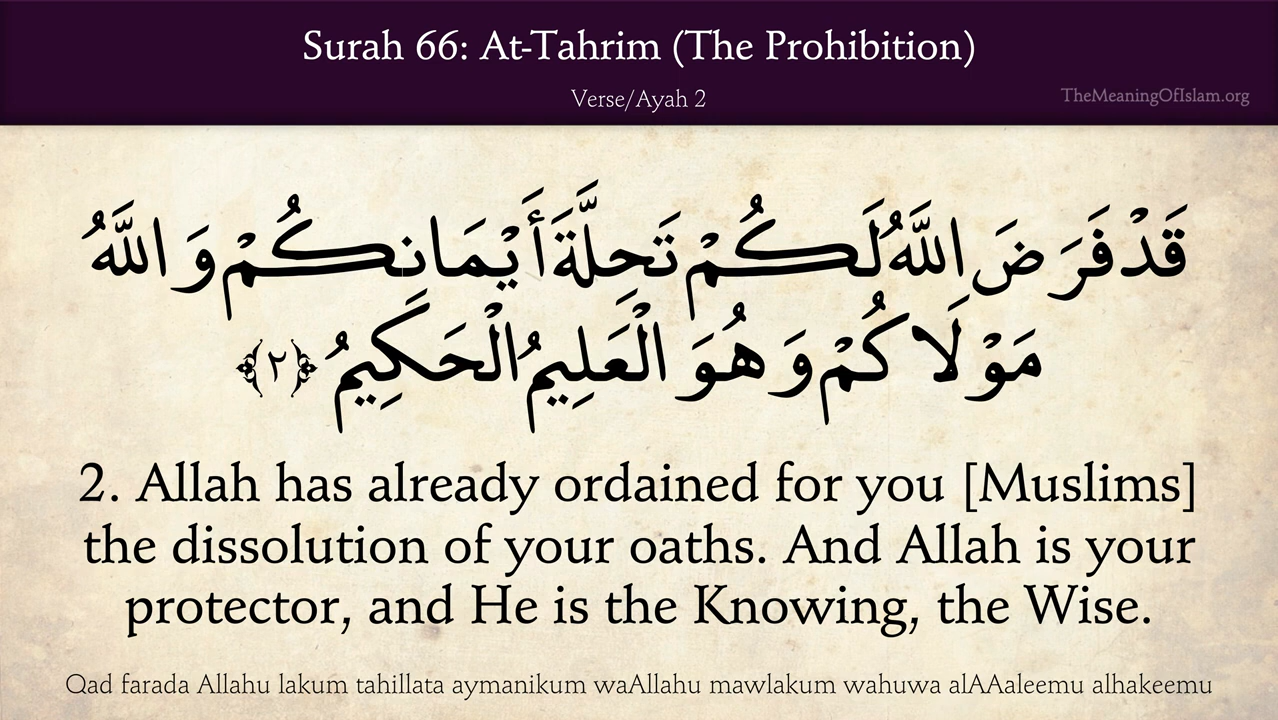 Surah 66: At-Tahrim (The Prohibition)
Verse/Ayah 2
TheMeaningOfIslam.org
قَدْ فَرَضَ اللَّهُ لَكُمْ تَحِلَّةَ أَيْمَانِكُمْ وَاللَّهُ
مَوْلَاكُمْ وَهُوَ الْعَلِيمُ الْحَكِيمُ ﴿٢﴾
2. Allah has already ordained for you [Muslims]
the dissolution of your oaths. And Allah is your
protector, and He is the Knowing, the Wise.
Qad farada Allahu lakum tahillata aymanikum waAllahu mawlakum wahuwa alAAaleemu alhakeemu